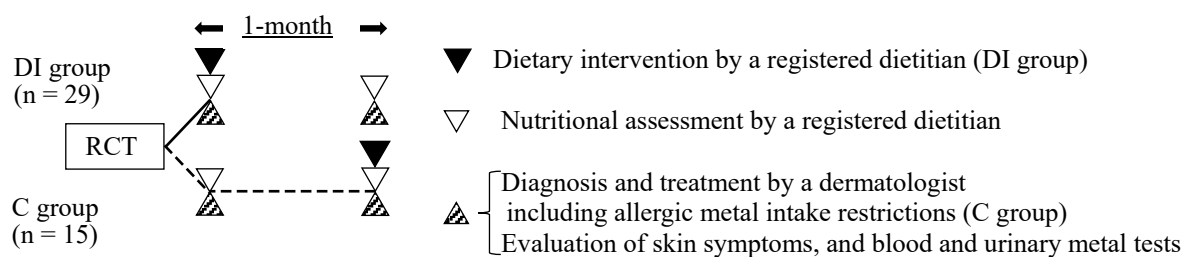 1-month
DI group
(n = 29)
RCT
C group
(n = 15)
Dietary intervention by a registered dietitian (DI group)
Nutritional assessment by a registered dietitian
Diagnosis and treatment by a dermatologist
including allergic metal intake restrictions (C group)
Evaluation of skin symptoms, and blood and urinary metal tests